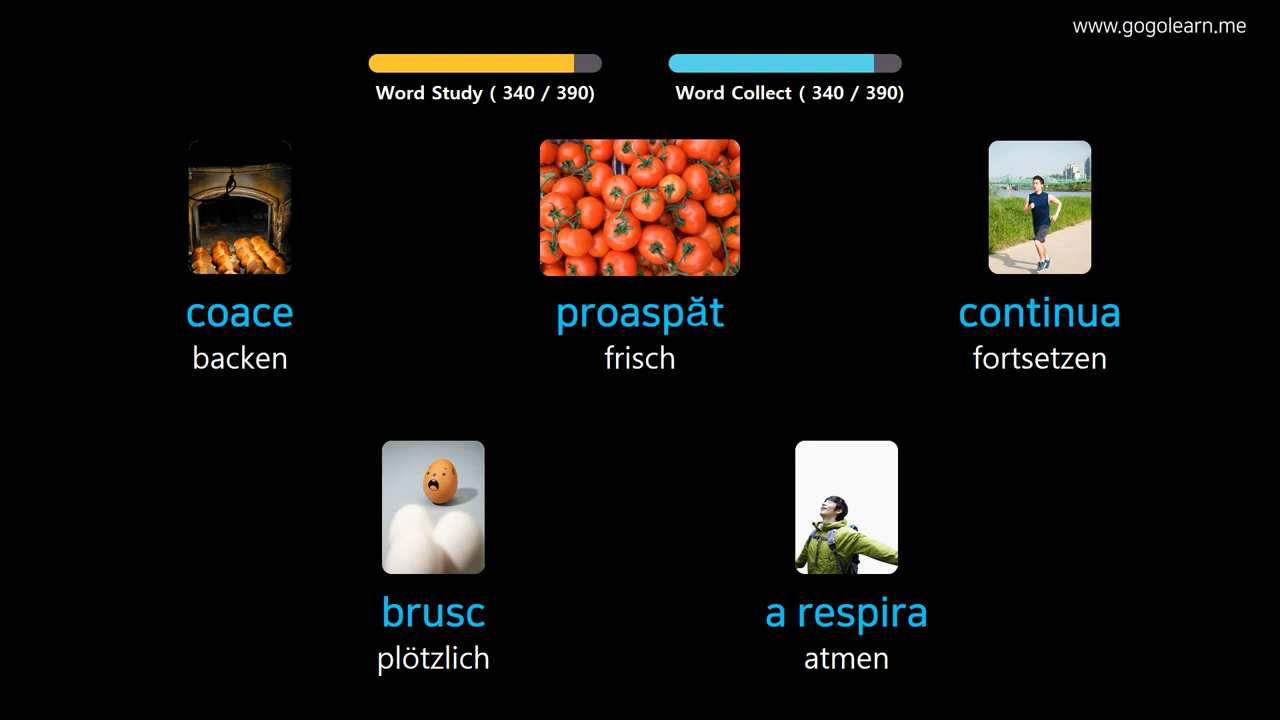 www.gogolearn.me
Word Study ( 340 / 390)
Word Collect ( 340 / 390)
coace
backen
proaspăt
frisch
continua
fortsetzen
brusc
plötzlich
a respira
atmen